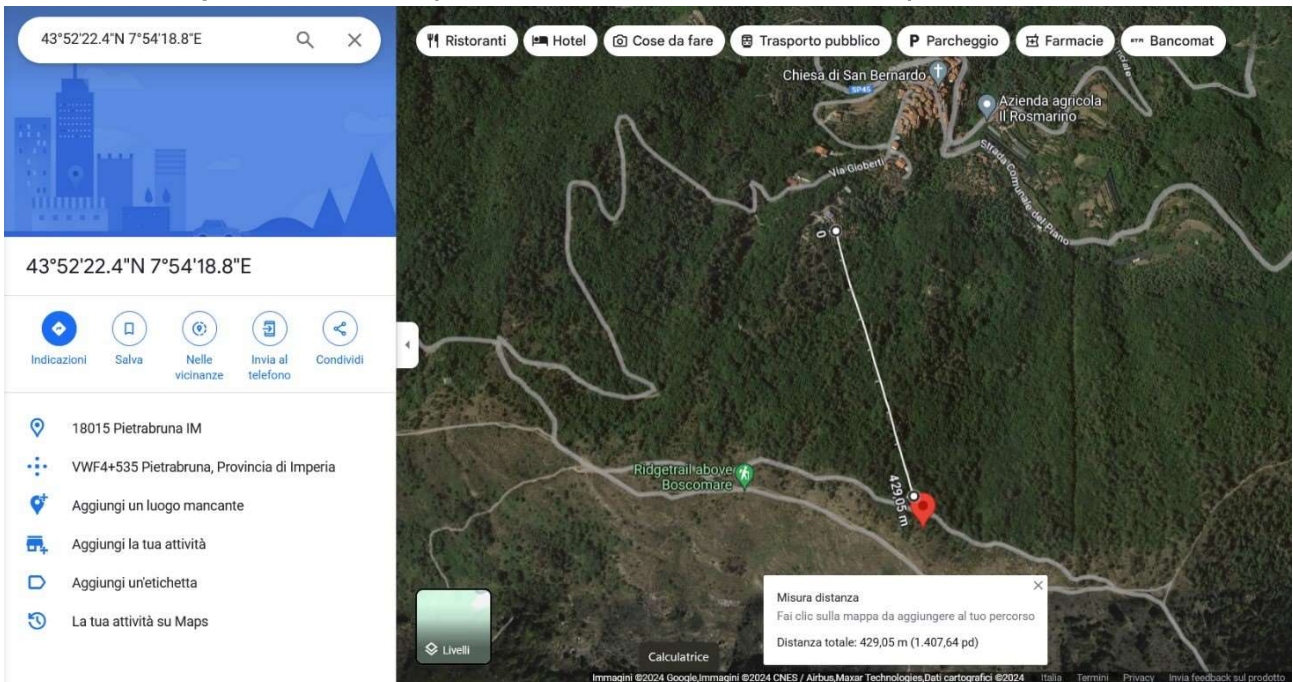 43°52'22.4"N 7°54'18.8"E
Ristoranti
Hotel
Cose da fare
Trasporto pubblico
P Parcheggio
Farmacie
ATM Bancomat
43°52'22.4"N 7°54'18.8"E
Indicazioni
Salva
Nelle
vicinanze
Invia al
telefono
Condividi
18015 Pietrabruna IM
VWF4+535 Pietrabruna, Provincia di Imperia
Aggiungi un luogo mancante
Aggiungi la tua attività
Aggiungi un'etichetta
La tua attività su Maps
Chiesa di San Bernardo
SP45
Azienda agricola
Il Rosmarino
Via Gioberti
Strada Comunale del Piano
0
429,05 m
Ridgetrail above
Boscomare
Misura distanza
Fai clic sulla mappa da aggiungere al tuo percorso
Distanza totale: 429,05 m (1.407,64 pd)
Livelli
Calculatrice
Immagini ©2024 Google,Immagini ©2024 CNES / Airbus,Maxar Technologies,Dati cartografici ©2024 Italia Termini Privacy Invia feedback sul prodotto